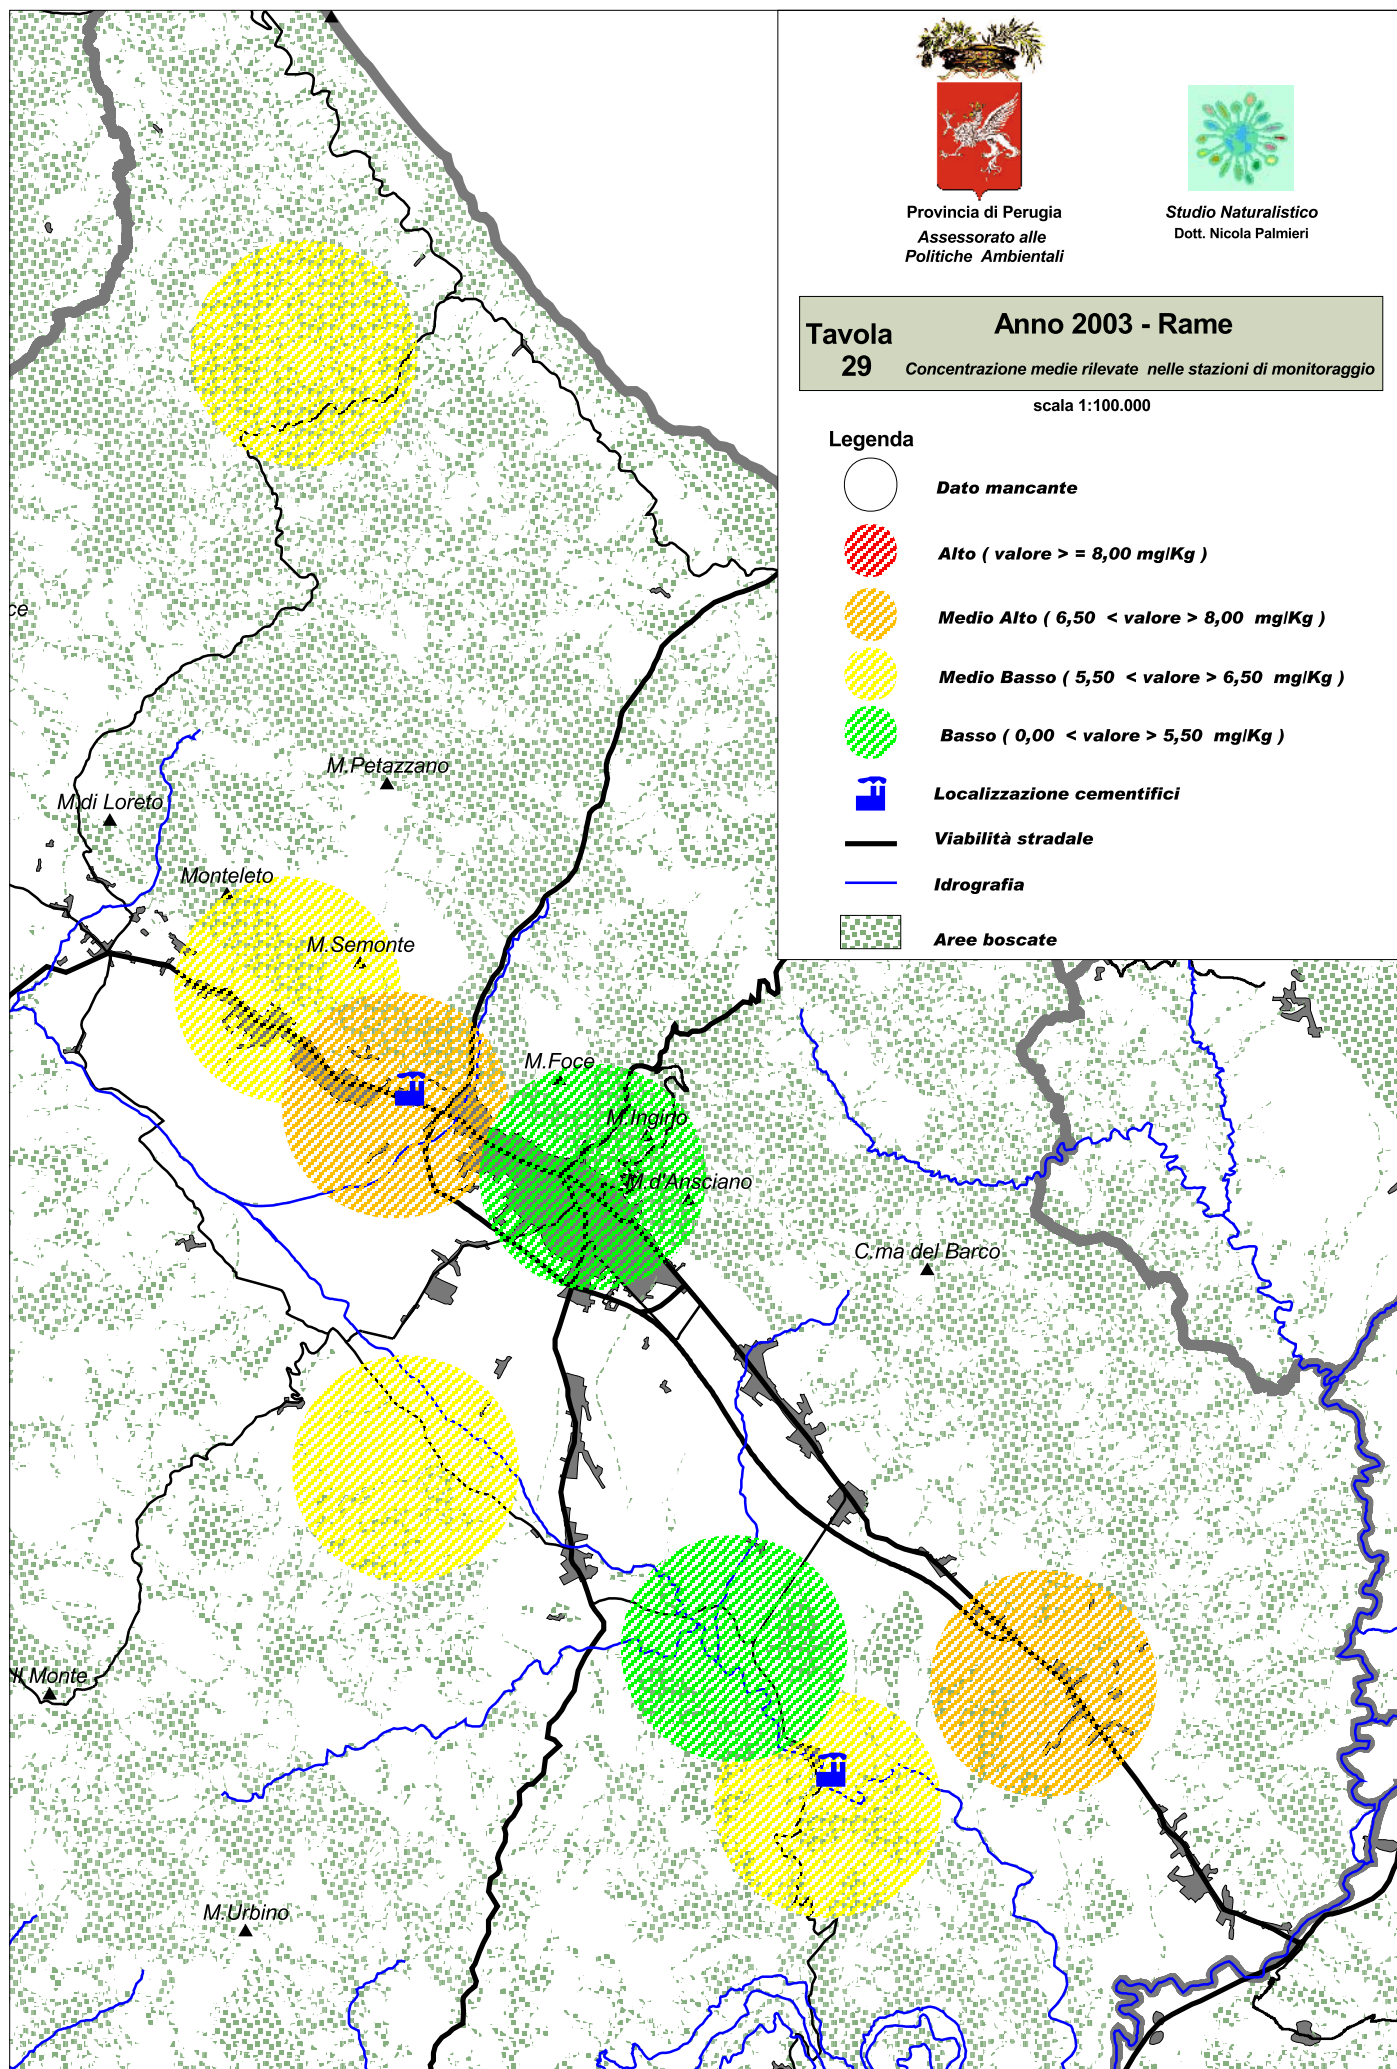 Provincia di Perugia
Assessorato alle
Politiche Ambientali
Studio Naturalistico
Dott. Nicola Palmieri
Tavola
29
Anno 2003 - Rame
Concentrazione medie rilevate nelle stazioni di monitoraggio
scala 1:100.000
Legenda
Dato mancante
Alto ( valore > = 8,00 mg/Kg )
Medio Alto ( 6,50 < valore > 8,00 mg/Kg )
Medio Basso ( 5,50 < valore > 6,50 mg/Kg )
Basso ( 0,00 < valore > 5,50 mg/Kg )
Localizzazione cementifici
Viabilità stradale
Idrografia
Aree boscate
ce
M.Petazzano
M.di Loreto
Monteleto
M.Semonte
M.Foce
M.Ingino
M.d'Ansciano
C.ma del Barco
Il Monte
M.Urbino